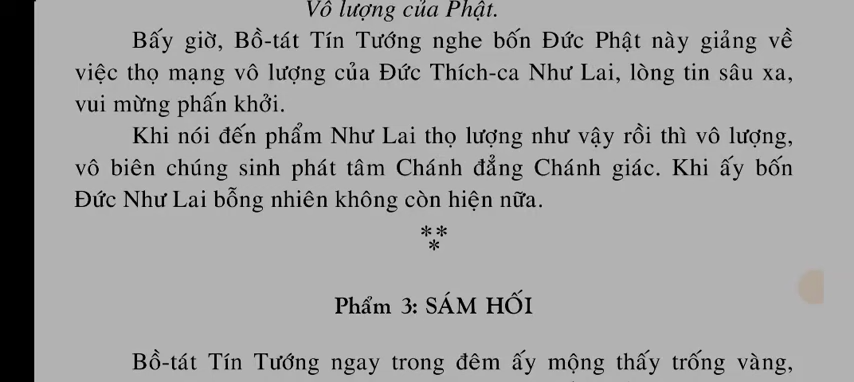 Vô lượng của Phật.
Bấy giờ, Bồ-tát Tín Tướng nghe bốn Đức Phật này giảng về
việc thọ mạng vô lượng của Đức Thích-ca Như Lai, lòng tin sâu xa,
vui mừng phấn khởi.
Khi nói đến phẩm Như Lai thọ lượng như vậy rồi thì vô lượng,
vô biên chúng sinh phát tâm Chánh đẳng Chánh giác. Khi ấy bốn
Đức Như Lai bỗng nhiên không còn hiện nữa.
**
*
Phẩm 3: SÁM HỐI
Bồ-tát Tín Tướng ngay trong đêm ấy mộng thấy trống vàng,